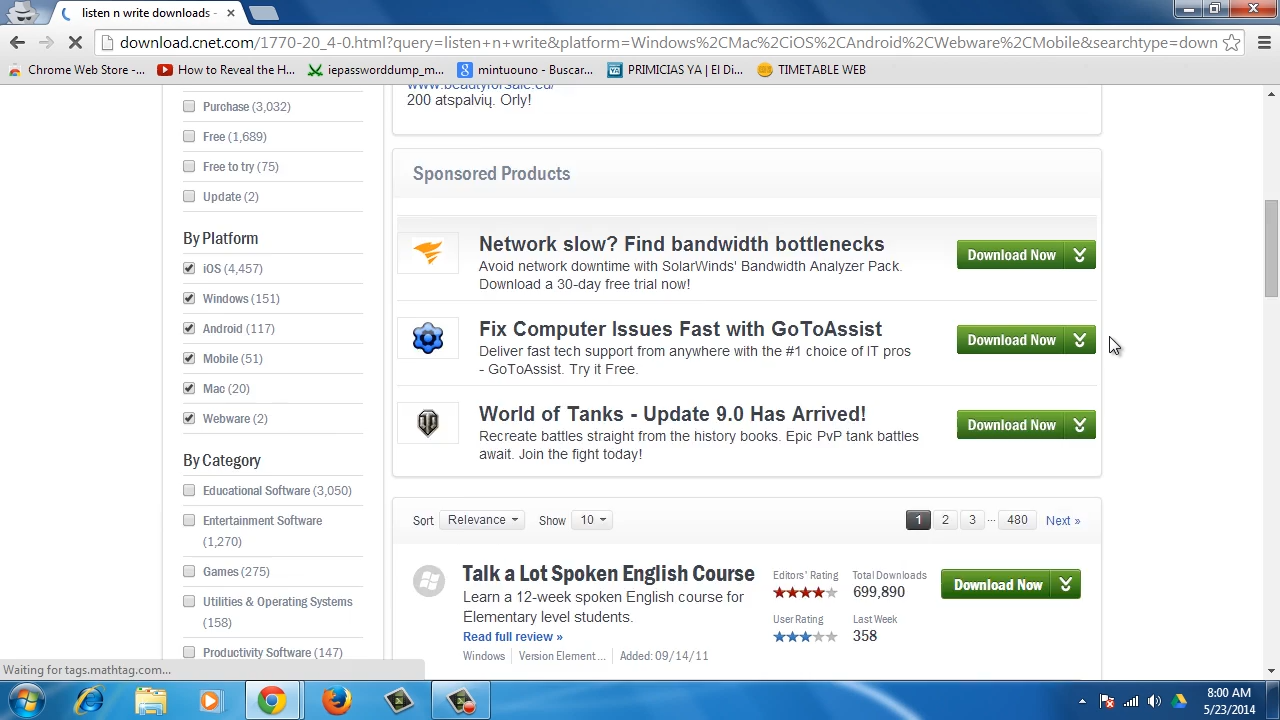 listen n write downloads -
download.cnet.com/1770-20_4-0.html?query=listen+n+write&platform=Windows%2CMac%2CiOS%2CAndroid%2CWebware%2CMobile&searchtype=down
Chrome Web Store -...
How to Reveal the H...
iepassworddump_m...
mintuouno - Buscar...
PRIMICIAS YA | El Di...
TIMETABLE WEB
www.beautyforsale.eu/
200 atspalvių. Orly!
Purchase (3,032)
Free (1,689)
Free to try (75)
Update (2)
By Platform
iOS (4,457)
Windows (151)
Android (117)
Mobile (51)
Mac (20)
Webware (2)
By Category
Educational Software (3,050)
Entertainment Software
(1,270)
Games (275)
Utilities & Operating Systems
(158)
Productivity Software (147)
Sponsored Products
Network slow? Find bandwidth bottlenecks
Avoid network downtime with SolarWinds' Bandwidth Analyzer Pack.
Download a 30-day free trial now!
Download Now
Fix Computer Issues Fast with GoToAssist
Deliver fast tech support from anywhere with the #1 choice of IT pros
- GoToAssist. Try it Free.
Download Now
World of Tanks - Update 9.0 Has Arrived!
Recreate battles straight from the history books. Epic PvP tank battles
await. Join the fight today!
Download Now
Sort Relevance Show 10 1 2 3 ... 480 Next »
Talk a Lot Spoken English Course
Learn a 12-week spoken English course for
Elementary level students.
Read full review »
Windows Version Element ... Added: 09/14/11
Editors' Rating
Total Downloads
699,890
User Rating
Last Week
358
Download Now
Waiting for tags.mathtag.com...
8:00 AM
5/23/2014